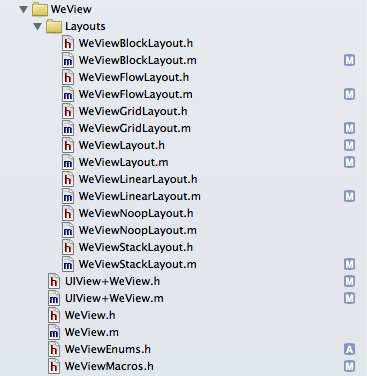 WeView
Layouts
h WeViewBlockLayout.h
m WeViewBlockLayout.m M
h WeViewFlowLayout.h
m WeViewFlowLayout.m M
h WeViewGridLayout.h
m WeViewGridLayout.m M
h WeViewLayout.h M
m WeViewLayout.m M
h WeViewLinearLayout.h
m WeViewLinearLayout.m M
h WeViewNoopLayout.h
m WeViewNoopLayout.m
h WeViewStackLayout.h
m WeViewStackLayout.m M
h UIView+WeView.h M
m UIView+WeView.m M
h WeView.h
m WeView.m
h WeViewEnums.h A
h WeViewMacros.h M